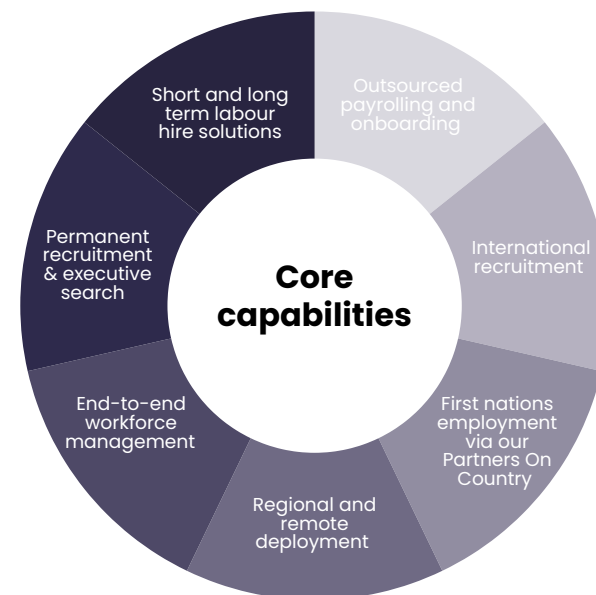 Short and long
term labour
hire solutions
Outsourced
payrolling and
onboarding
Permanent
recruitment
& executive
search
International
recruitment
Core
capabilities
End-to-end
workforce
management
First nations
employment
via our
Partners On
Country
Regional and
remote
deployment